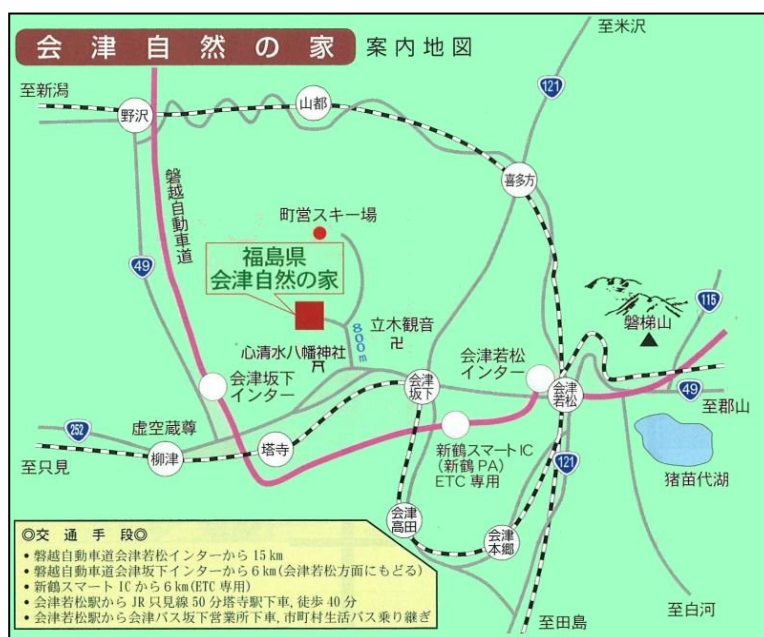 会津自然の家 案内地図
至米沢
121
至新潟
野沢
山都
喜多方
磐越自動車道
町営スキー場
49
福島県
会津自然の家
115
磐梯山
800m
立木観音
卍
心清水八幡神社
会津若松
インター
会津坂下
インター
会津
坂下
会津
若松
49
至郡山
252
虚空蔵尊
柳津
塔寺
至只見
新鶴スマートIC
(新鶴PA)
ETC専用
121
猪苗代湖
会津
高田
会津
本郷
至白河
至田島
◎交通手段◎
• 磐越自動車道会津若松インターから15km
• 磐越自動車道会津坂下インターから6km(会津若松方面にもどる)
• 新鶴スマートICから6km(ETC専用)
• 会津若松駅からJR只見線50分塔寺駅下車,徒歩40分
• 会津若松駅から会津バス坂下営業所下車,市町村生活バス乗り継ぎ